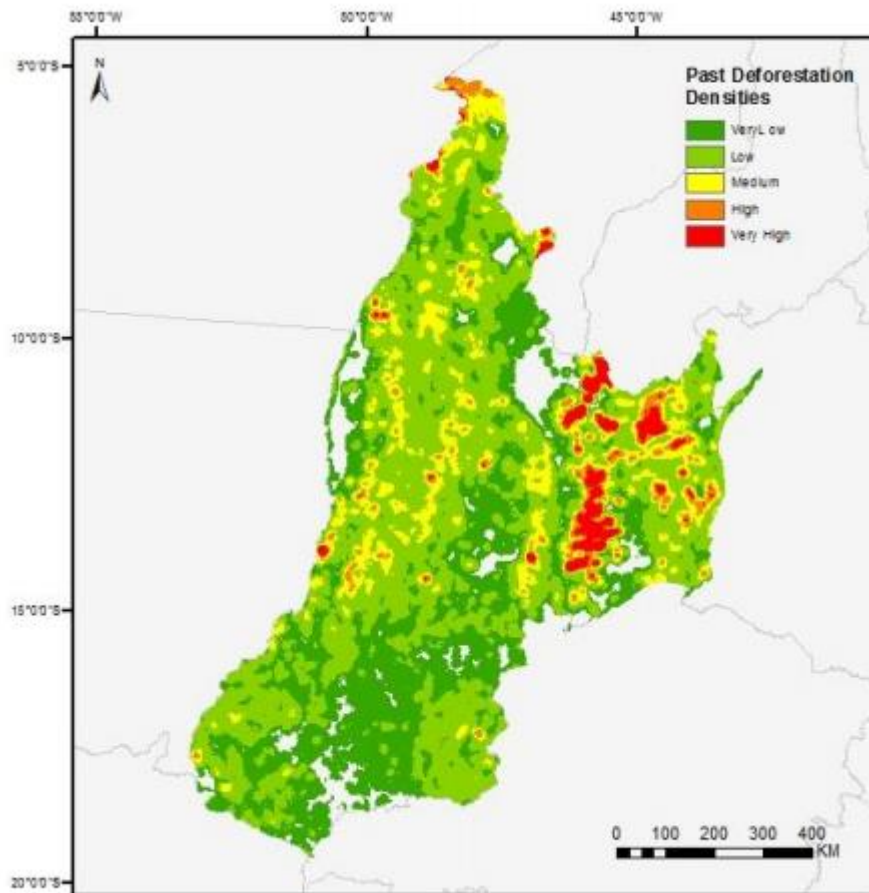 55°0'0"W 50°0'0"W 45°0'0"W
5°0'0"S
N
Past Deforestation
Densities
VeryLow
Low
Medium
High
Very High
10°0'0"S
15°0'0"S
0 100 200 300 400
KM
20°0'0"S